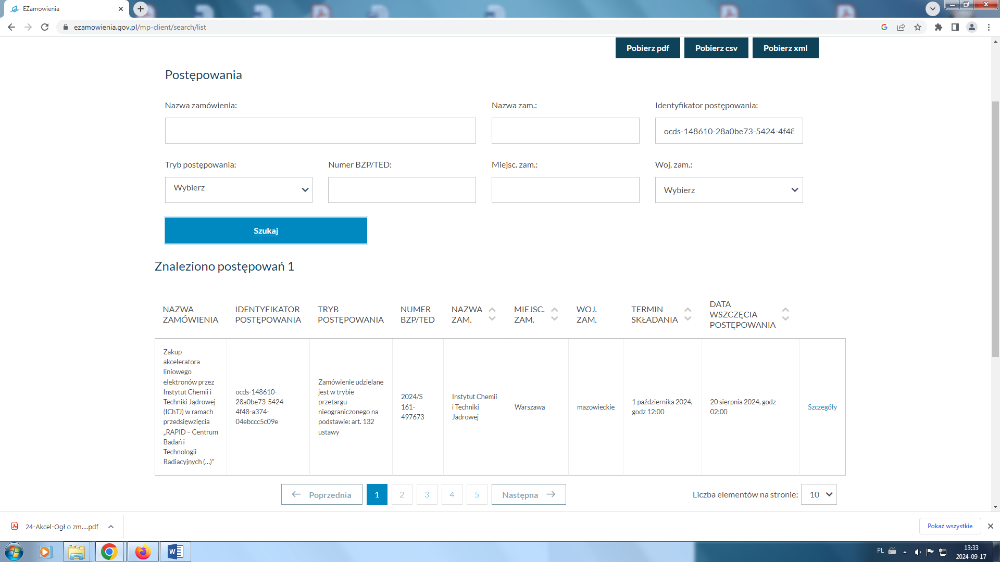 EZamowienia
ezamowienia.gov.pl/mp-client/search/list
Pobierz pdf
Pobierz csv
Pobierz xml
Postępowania
Nazwa zamówienia:
Nazwa zam.:
Identyfikator postępowania:
ocds-148610-28a0be73-5424-4f48
Tryb postępowania:
Numer BZP/TED:
Miejsc. zam.:
Woj. zam.:
Wybierz
Wybierz
Szukaj
Znaleziono postępowań 1
NAZWA
ZAMÓWIENIA
IDENTYFIKATOR
POSTĘPOWANIA
TRYB
POSTĘPOWANIA
NUMER
BZP/TED
NAZWA
ZAM.
MIEJSC.
ZAM.
WOJ.
ZAM.
TERMIN
SKŁADANIA
DATA
WSZCZĘCIA
POSTĘPOWANIA
Zakup
akceleratora
liniowego
elektronów przez
Instytut Chemii i
Techniki Jądrowej
(IChTJ) w ramach
przedsięwzięcia
„RAPID – Centrum
Badań i
Technologii
Radiacyjnych (...)”
ocds-148610-
28a0be73-5424-
4f48-a374-
04ebccc5c09e
Zamówienie udzielane
jest w trybie
przetargu
nieograniczonego na
podstawie: art. 132
ustawy
2024/S
161-
497673
Instytut Chemii
i Techniki
Jadrowej
Warszawa
mazowieckie
1 października 2024,
godz 12:00
20 sierpnia 2024, godz
02:00
Szczegóły
Poprzednia
1
2
3
4
5
Następna
Liczba elementów na stronie:
10
24-Akcel-Ogł o zm....pdf
Pokaż wszystkie
PL
13:33
2024-09-17